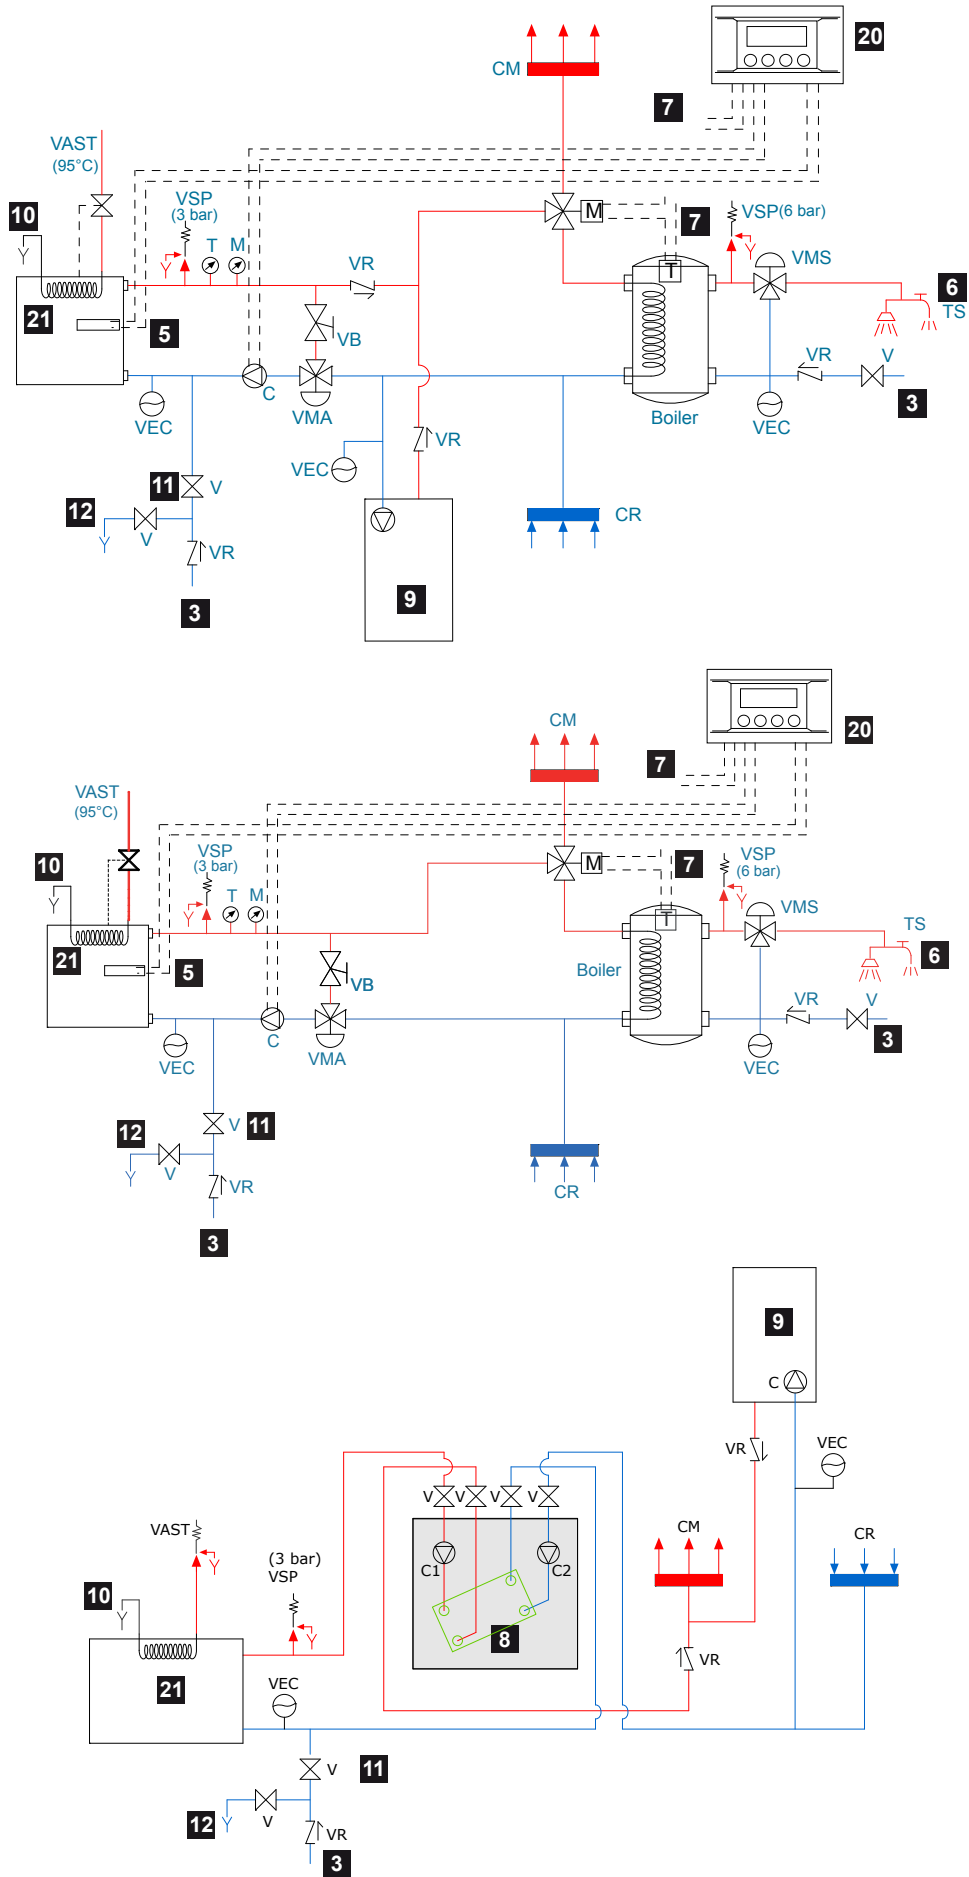 20
CM
7
VAST
(95°C)
VSP
(3 bar)
10
M
7
VSP(6 bar)
T
M
VR
T
VMS
21
5
VB
6
TS
C
VMA
VR
V
3
VEC
Boiler
VEC
VR
VEC
11
V
12
V
CR
VR
3
9
CM
20
7
VAST
(95°C)
VSP
(3 bar)
10
M
7
VSP
(6 bar)
T
M
T
VMS
TS
21
5
VB
Boiler
6
C
VMA
VR
V
3
VEC
VEC
12
V
11
V
VR
CR
3
9
C
VR
VEC
V
V
V
V
VAST
(3 bar)
VSP
CM
CR
C1
C2
10
8
VR
21
VEC
11
V
12
V
VR
3